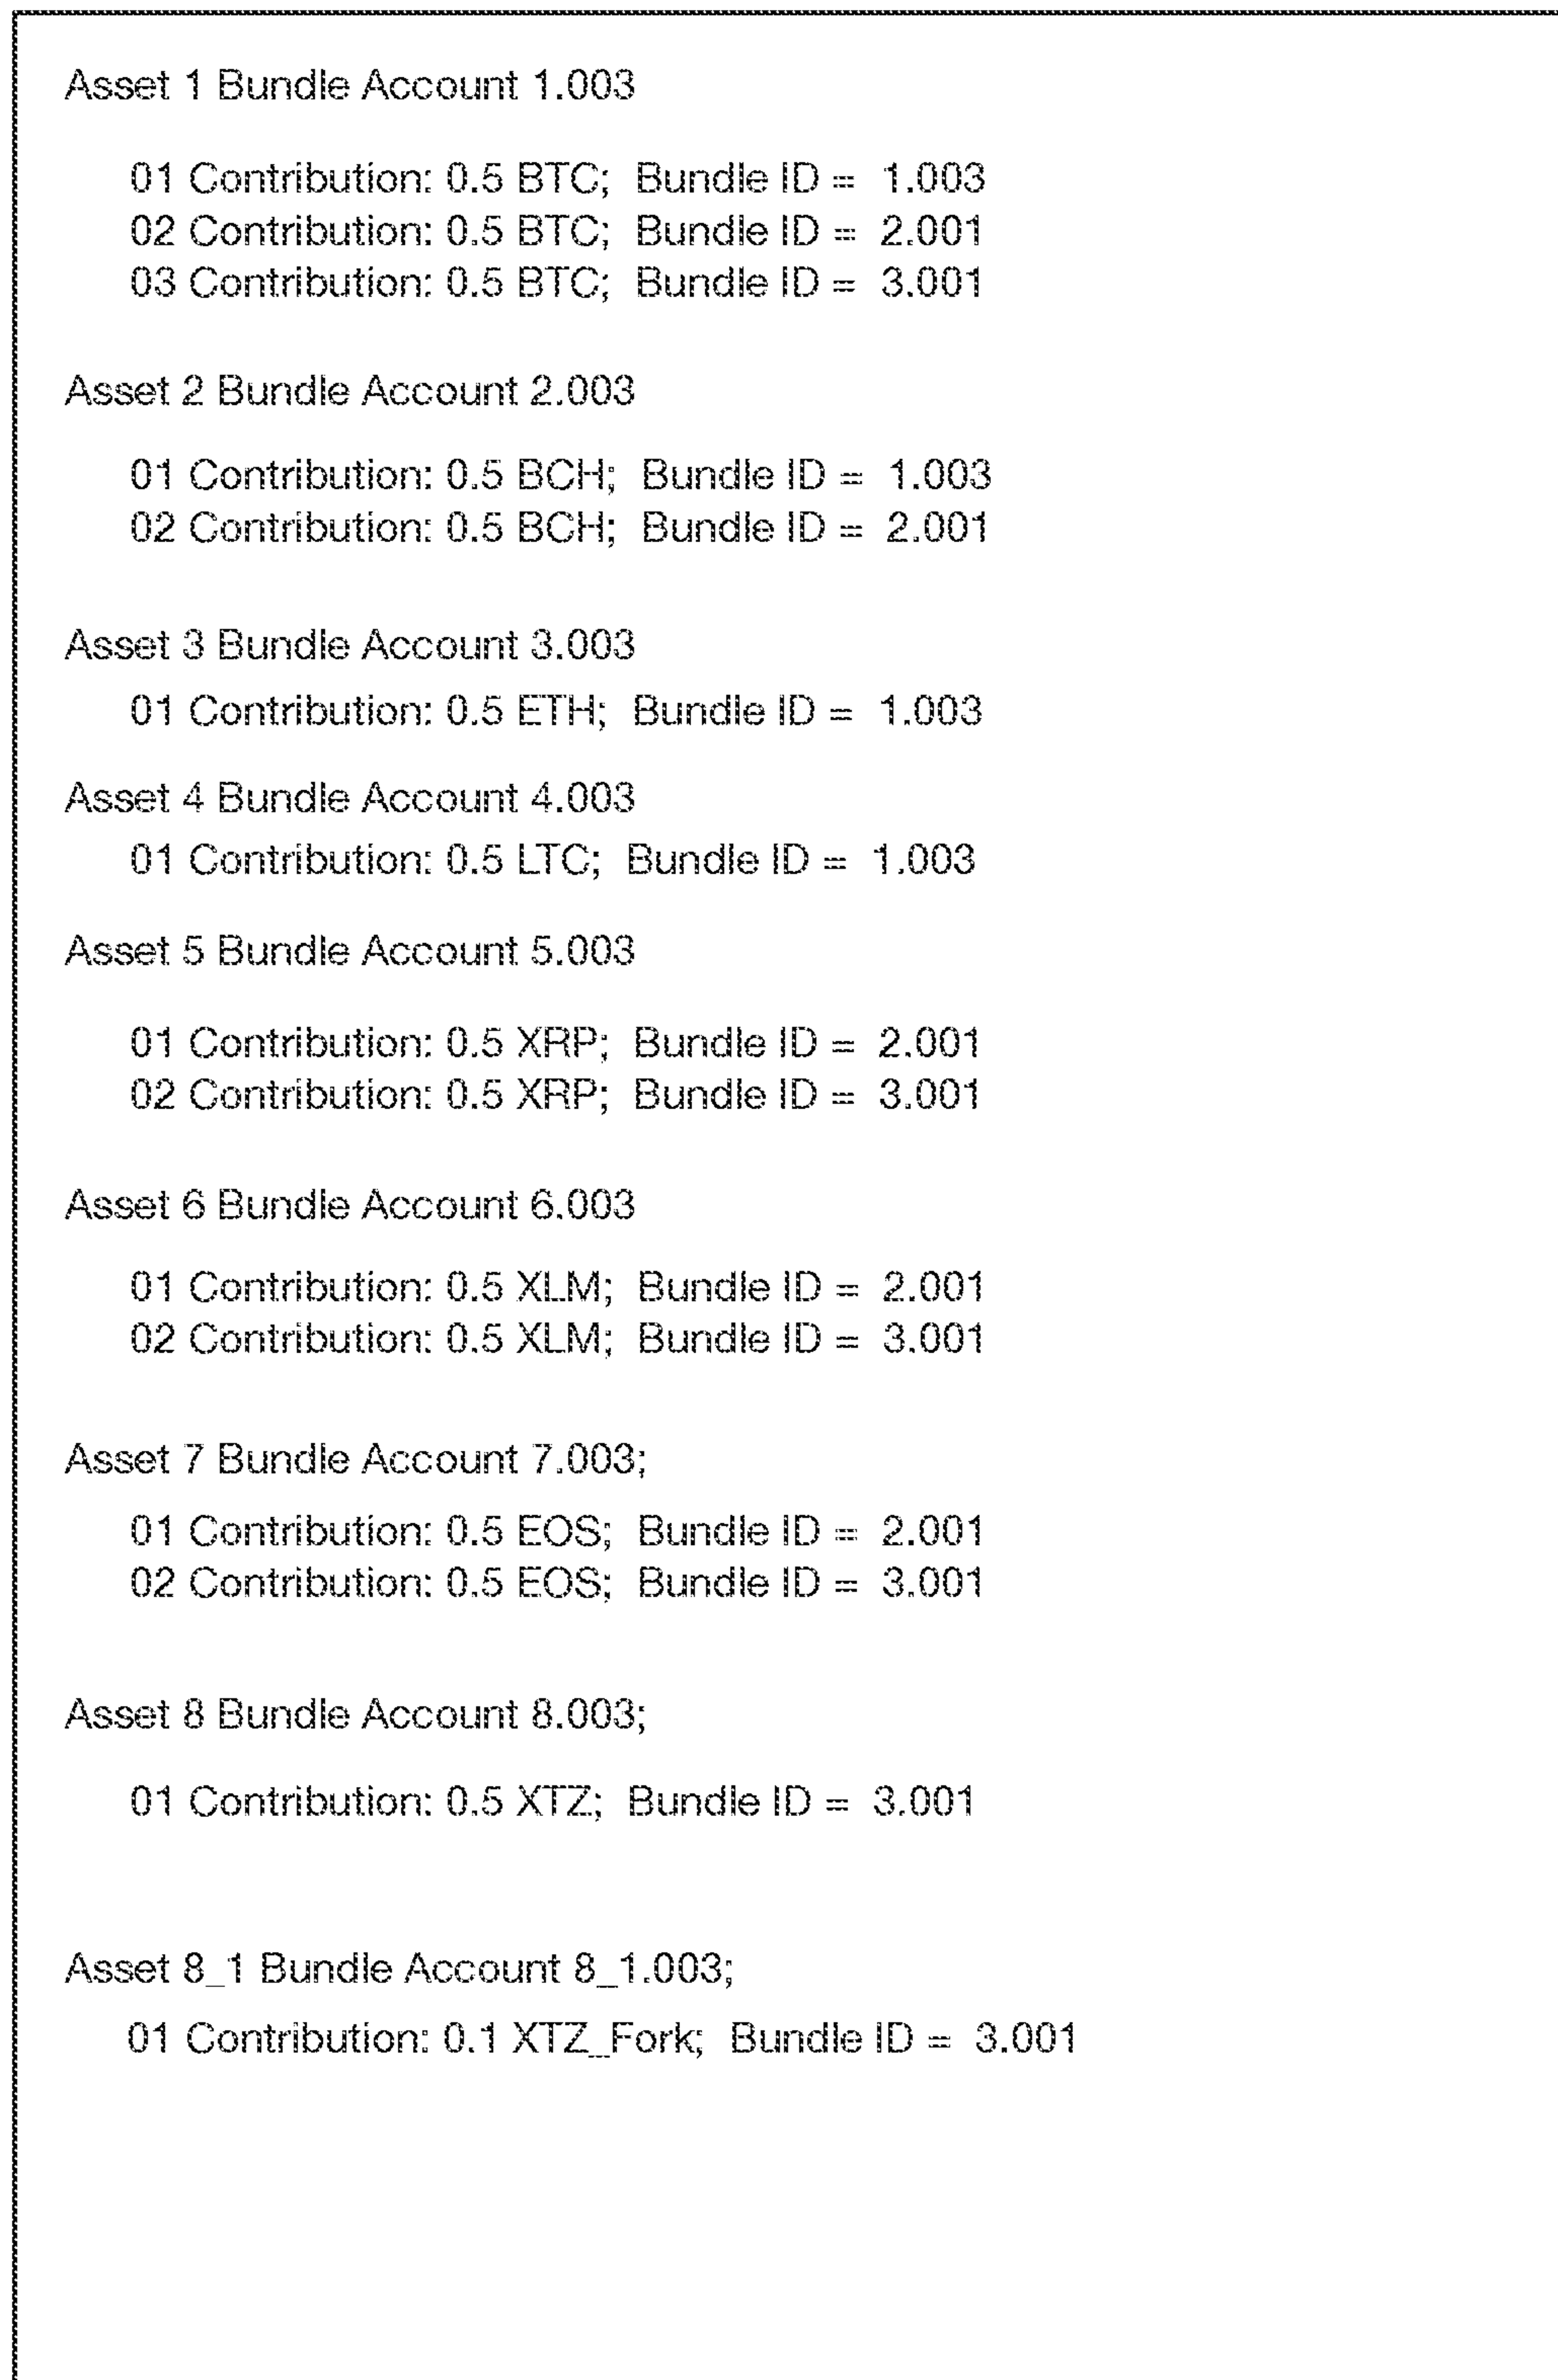 Asset 1 Bundle Account 1.003
01 Contribution: 0.5 BTC; Bundle ID = 1.003
02 Contribution: 0.5 BTC; Bundle ID = 2.001
03 Contribution: 0.5 BTC; Bundle ID = 3.001
Asset 2 Bundle Account 2.003
01 Contribution: 0.5 BCH; Bundle ID = 1.003
02 Contribution: 0.5 BCH; Bundle ID = 2.001
Asset 3 Bundle Account 3.003
01 Contribution: 0.5 ETH; Bundle ID = 1.003
Asset 4 Bundle Account 4.003
01 Contribution: 0.5 LTC; Bundle ID = 1.003
Asset 5 Bundle Account 5.003
01 Contribution: 0.5 XRP; Bundle ID = 2.001
02 Contribution: 0.5 XRP; Bundle ID = 3.001
Asset 6 Bundle Account 6.003
01 Contribution: 0.5 XLM; Bundle ID = 2.001
02 Contribution: 0.5 XLM; Bundle ID = 3.001
Asset 7 Bundle Account 7.003;
01 Contribution: 0.5 EOS; Bundle ID = 2.001
02 Contribution: 0.5 EOS; Bundle ID = 3.001
Asset 8 Bundle Account 8.003;
01 Contribution: 0.5 XTZ; Bundle ID = 3.001
Asset 8_1 Bundle Account 8_1.003;
01 Contribution: 0.1 XTZ_Fork; Bundle ID = 3.001